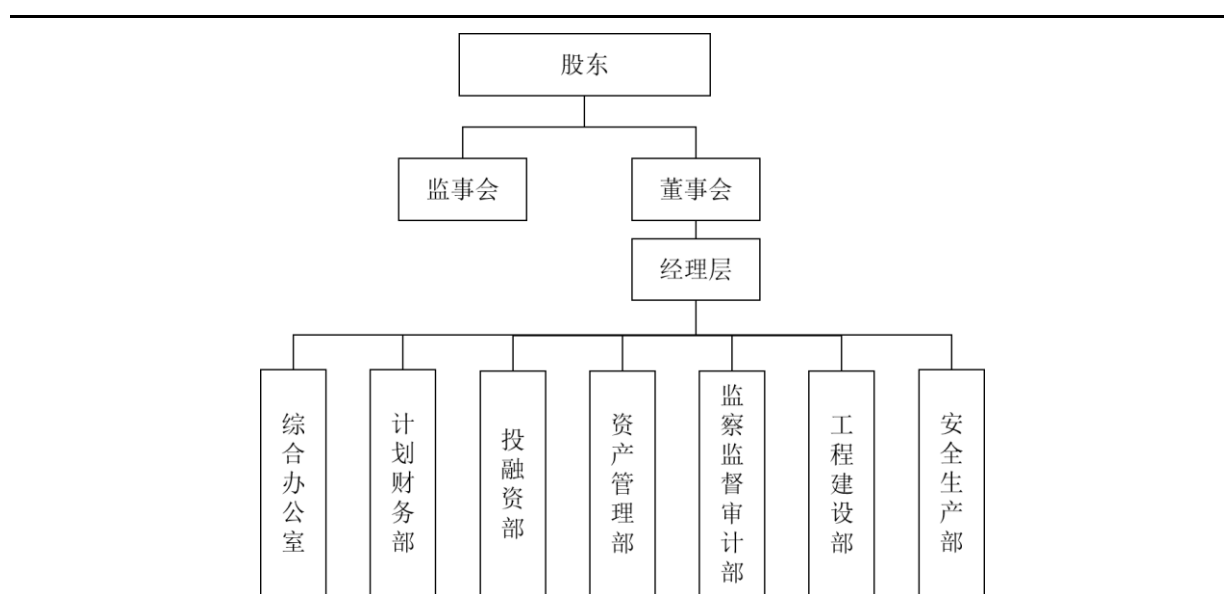 股东
监事会
董事会
经理层
综合办公室
计划财务部
投融资部
资产管理部
监察监督审计部
工程建设部
安全生产部